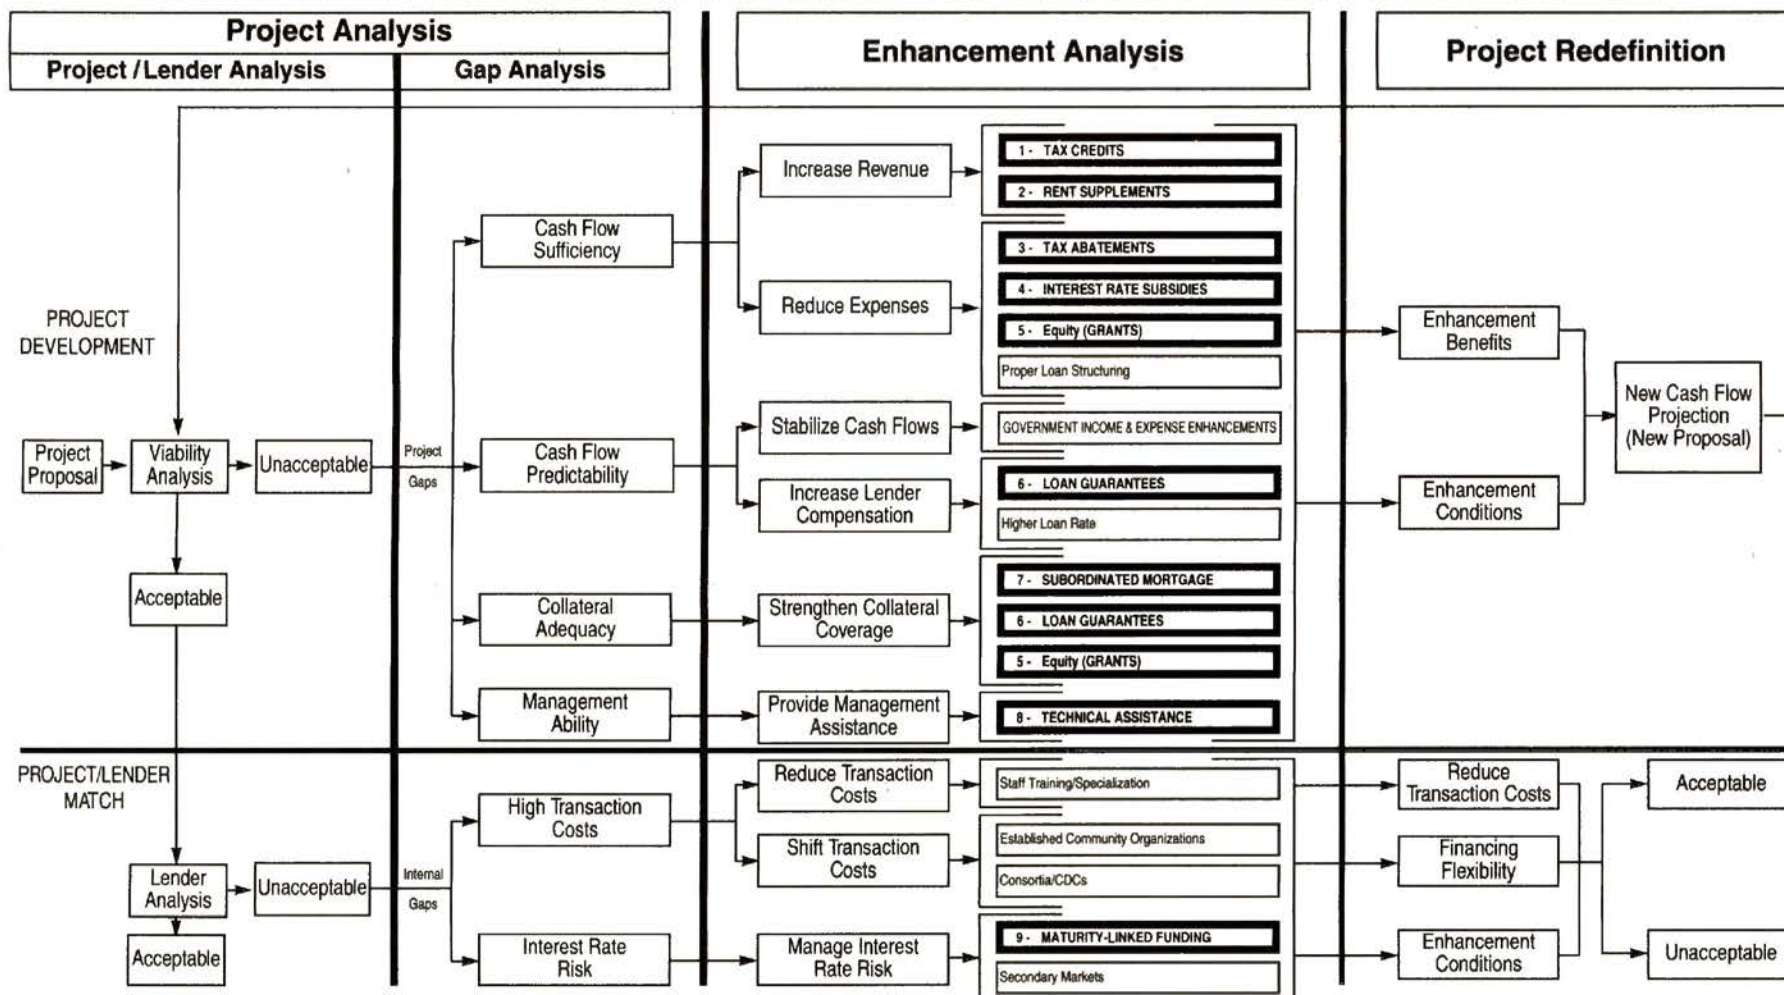 Project Analysis
Project / Lender Analysis
Gap Analysis
Enhancement Analysis
Project Redefinition
PROJECT
DEVELOPMENT
Project
Proposal
Viability
Analysis
Unacceptable
Acceptable
Project
Gaps
Cash Flow
Sufficiency
Cash Flow
Predictability
Collateral
Adequacy
Management
Ability
Increase Revenue
Reduce Expenses
Stabilize Cash Flows
Increase Lender
Compensation
Strengthen Collateral
Coverage
Provide Management
Assistance
1 - TAX CREDITS
2 - RENT SUPPLEMENTS
3 - TAX ABATEMENTS
4 - INTEREST RATE SUBSIDIES
5 - Equity (GRANTS)
Proper Loan Structuring
GOVERNMENT INCOME & EXPENSE ENHANCEMENTS
6 - LOAN GUARANTEES
Higher Loan Rate
7 - SUBORDINATED MORTGAGE
6 - LOAN GUARANTEES
5 - Equity (GRANTS)
8 - TECHNICAL ASSISTANCE
Enhancement
Benefits
Enhancement
Conditions
New Cash Flow
Projection
(New Proposal)
PROJECT/LENDER
MATCH
Lender
Analysis
Unacceptable
Acceptable
Internal
Gaps
High Transaction
Costs
Interest Rate
Risk
Reduce Transaction
Costs
Shift Transaction
Costs
Manage Interest
Rate Risk
Staff Training/Specialization
Established Community Organizations
Consortia/CDCs
9 - MATURITY-LINKED FUNDING
Secondary Markets
Reduce
Transaction Costs
Financing
Flexibility
Enhancement
Conditions
Acceptable
Unacceptable